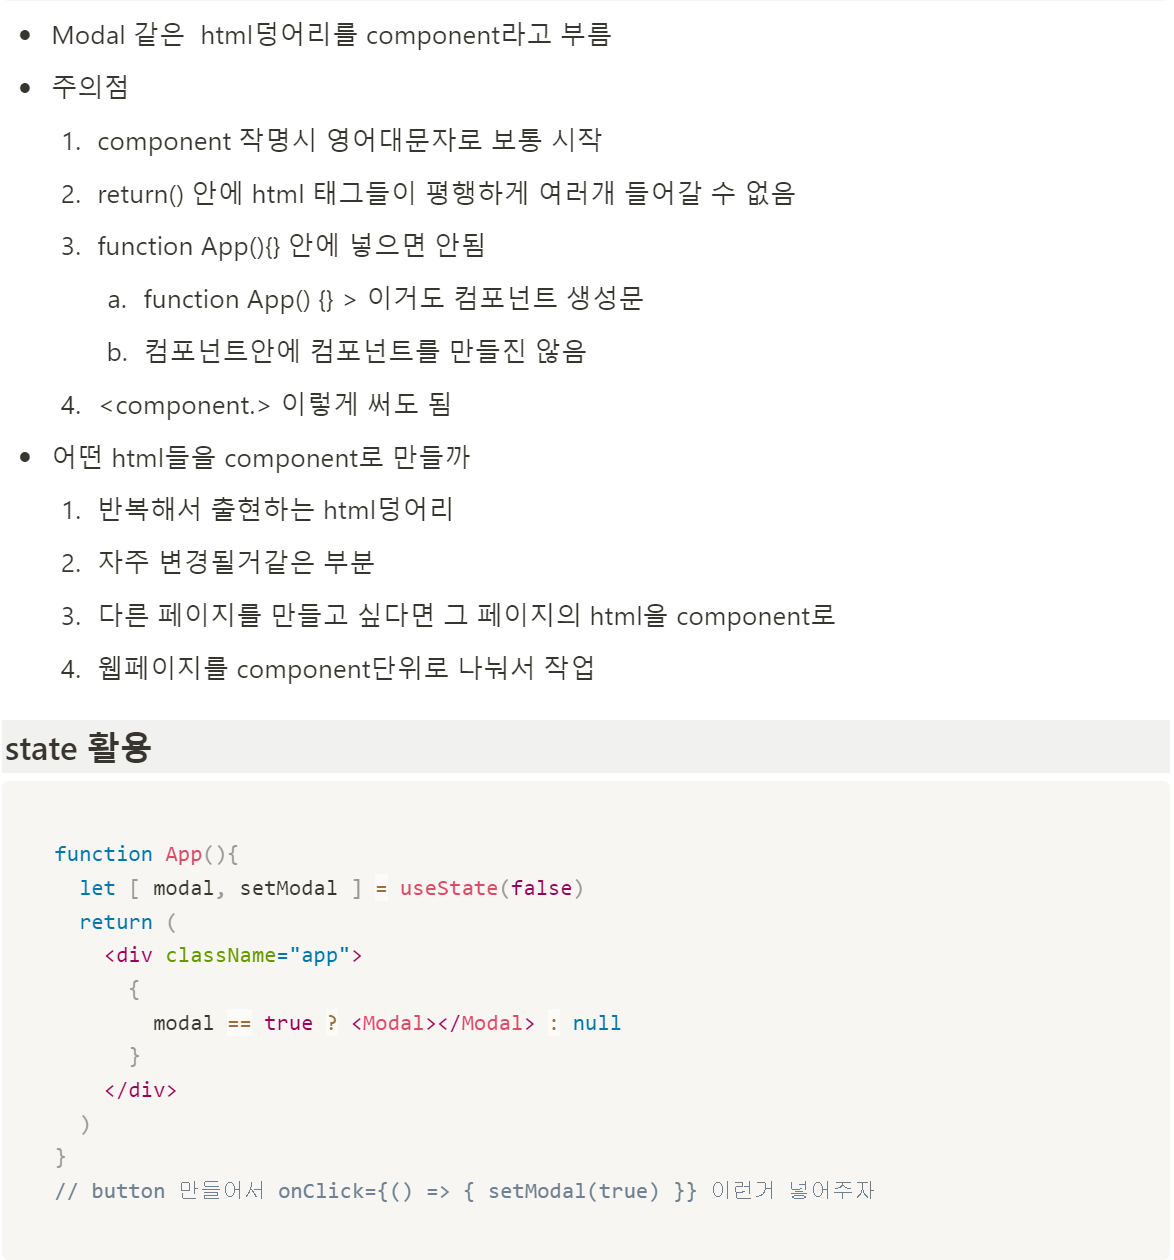 • Modal 같은  html덩어리를 component라고 부름
• 주의점
1. component 작명시 영어대문자로 보통 시작
2. return() 안에 html 태그들이 평행하게 여러개 들어갈 수 없음
3. function App(){} 안에 넣으면 안됨
a. function App() {} > 이거도 컴포넌트 생성문
b. 컴포넌트안에 컴포넌트를 만들진 않음
4. <component.> 이렇게 써도 됨
• 어떤 html들을 component로 만들까
1. 반복해서 출현하는 html덩어리
2. 자주 변경될거같은 부분
3. 다른 페이지를 만들고 싶다면 그 페이지의 html을 component로
4. 웹페이지를 component단위로 나눠서 작업
state 활용
function App(){
  let [ modal, setModal ] = useState(false)
  return (
    <div className="app">
      {
        modal == true ? <Modal></Modal> : null
      }
    </div>
  )
}
// button 만들어서 onClick={() => { setModal(true) }} 이런거 넣어주자